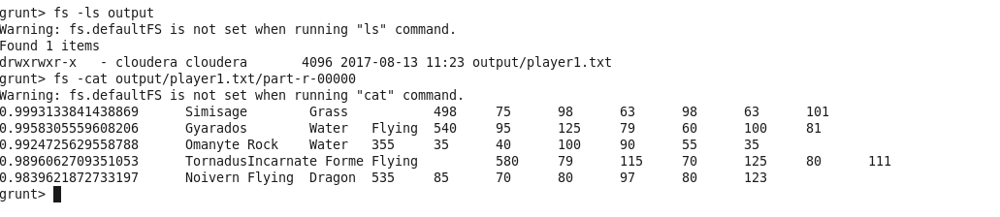 grunt> fs -ls output
Warning: fs.defaultFS is not set when running "ls" command.
Found 1 items
drwxrwxr-x   - cloudera cloudera       4096 2017-08-13 11:23 output/player1.txt
grunt> fs -cat output/player1.txt/part-r-00000
Warning: fs.defaultFS is not set when running "cat" command.
0.9993133841438869      Simisage        Grass           498     75      98      63      98      63      101
0.9958305559608206      Gyarados        Water   Flying  540     95      125     79      60      100     81
0.9924725629558788      Omanyte Rock    Water   355     35      40      100     90      55      35
0.9896062709351053      TornadusIncarnate Forme Flying          580     79      115     70      125     80      111
0.9839621872733197      Noivern Flying  Dragon  535     85      70      80      97      80      123
grunt>